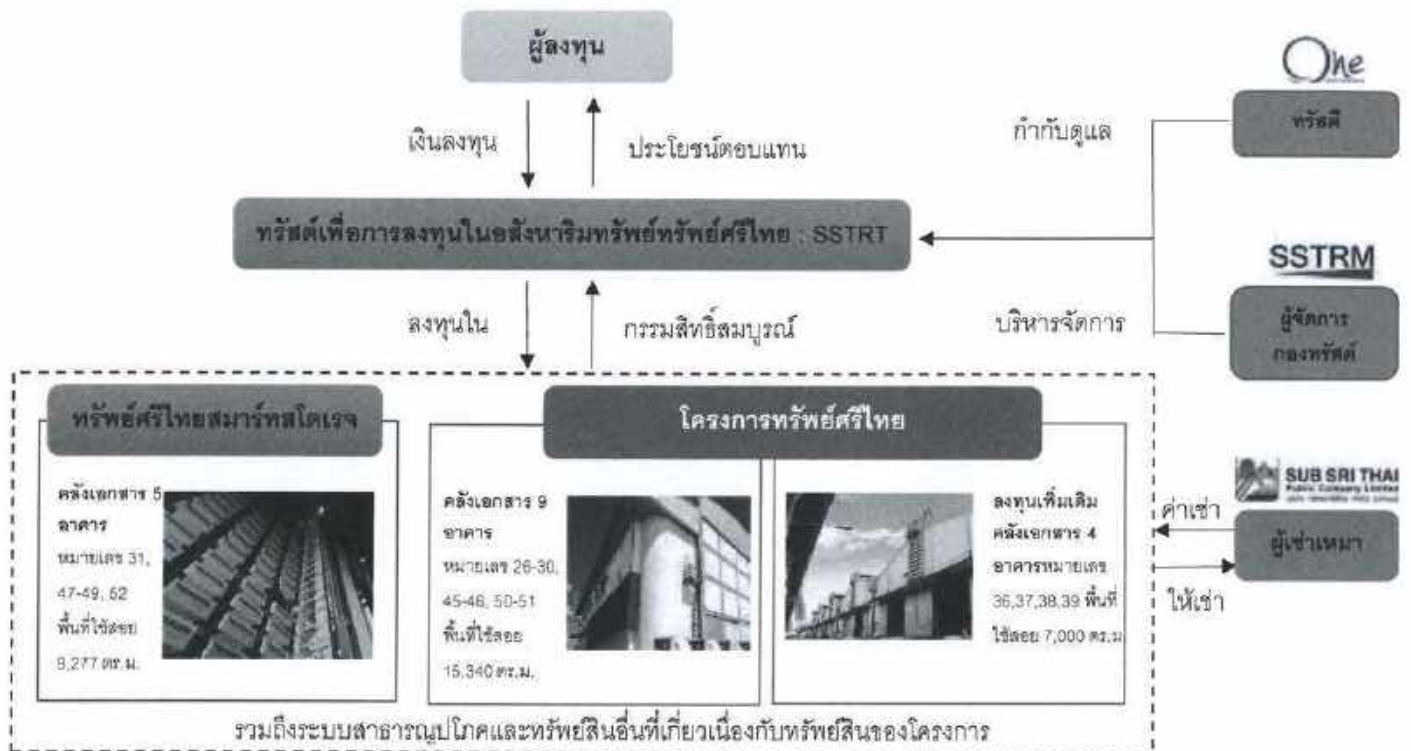 ผู้ลงทุน
เงินลงทุน
ประโยชน์ตอบแทน
One
ทรัสตี
กำกับดูแล
ทรัสต์เพื่อการลงทุนในอสังหาริมทรัพย์ทรัพย์ศรีไทย : SSTRT
SSTRM
ผู้จัดการ
กองทรัสต์
บริหารจัดการ
ลงทุนใน
กรรมสิทธิ์สมบูรณ์
ทรัพย์ศรีไทยสมาร์ทสโตเรจ
คลังเอกสาร 5
อาคาร
หมายเลข 31,
47-49, 52
พื้นที่ใช้สอย
9,277 ตร.ม.
โครงการทรัพย์ศรีไทย
คลังเอกสาร 9
อาคาร
หมายเลข 26-30,
45-46, 50-51
พื้นที่ใช้สอย
15,340 ตร.ม.
ลงทุนเพิ่มเติม
คลังเอกสาร 4
อาคารหมายเลข
36,37,38,39 พื้นที่
ใช้สอย 7,000 ตร.ม
SUB SRI THAI
Public Company Limited
ผู้เช่าเหมา
ค่าเช่า
ให้เช่า
รวมถึงระบบสาธารณูปโภคและทรัพย์สินอื่นที่เกี่ยวเนื่องกับทรัพย์สินของโครงการ